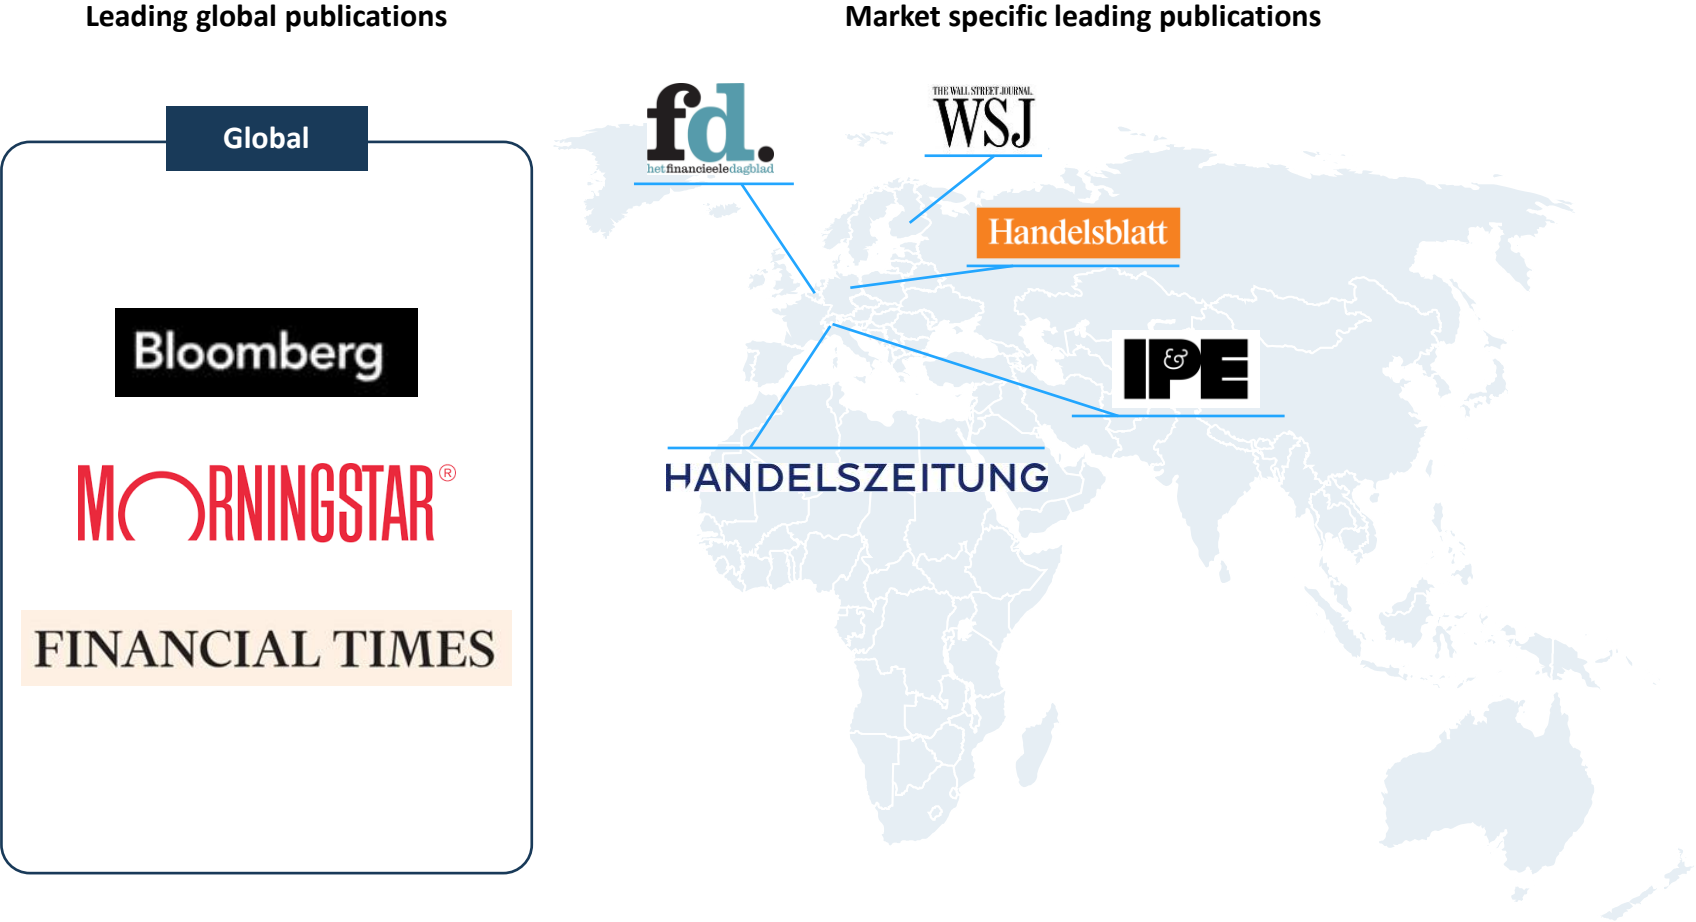 Leading global publications
Market specific leading publications
Global
Bloomberg
MORNINGSTAR®
FINANCIAL TIMES
fd.
hetfinancieeledagblad
THE WALL STREET JOURNAL.
WSJ
Handelsblatt
I&PE
HANDELSZEITUNG